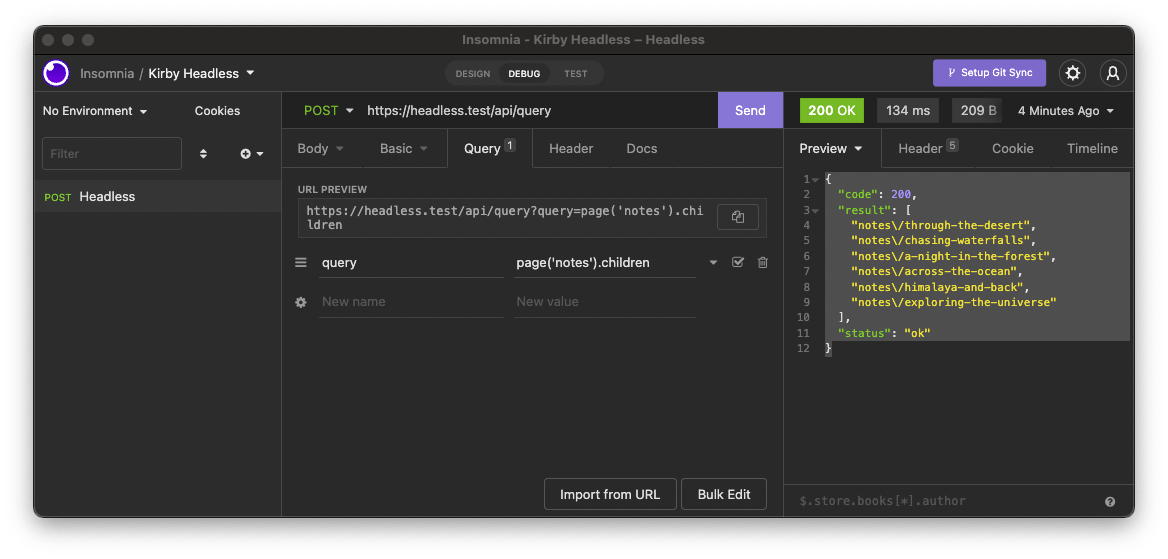 Insomnia - Kirby Headless – Headless
Insomnia / Kirby Headless
DESIGN DEBUG TEST
Setup Git Sync
No Environment Cookies
POST https://headless.test/api/query Send
200 OK 134 ms 209 B 4 Minutes Ago
Filter
Body Basic Query 1 Header Docs
Preview Header 5 Cookie Timeline
POST Headless
URL PREVIEW
https://headless.test/api/query?query=page('notes').chi
ldren
query page('notes').children
New name New value
1 {
2 "code": 200,
3 "result": [
4 "notes\/through-the-desert",
5 "notes\/chasing-waterfalls",
6 "notes\/a-night-in-the-forest",
7 "notes\/across-the-ocean",
8 "notes\/himalaya-and-back",
9 "notes\/exploring-the-universe"
10 ],
11 "status": "ok"
12 }
Import from URL Bulk Edit
$.store.books[*].author